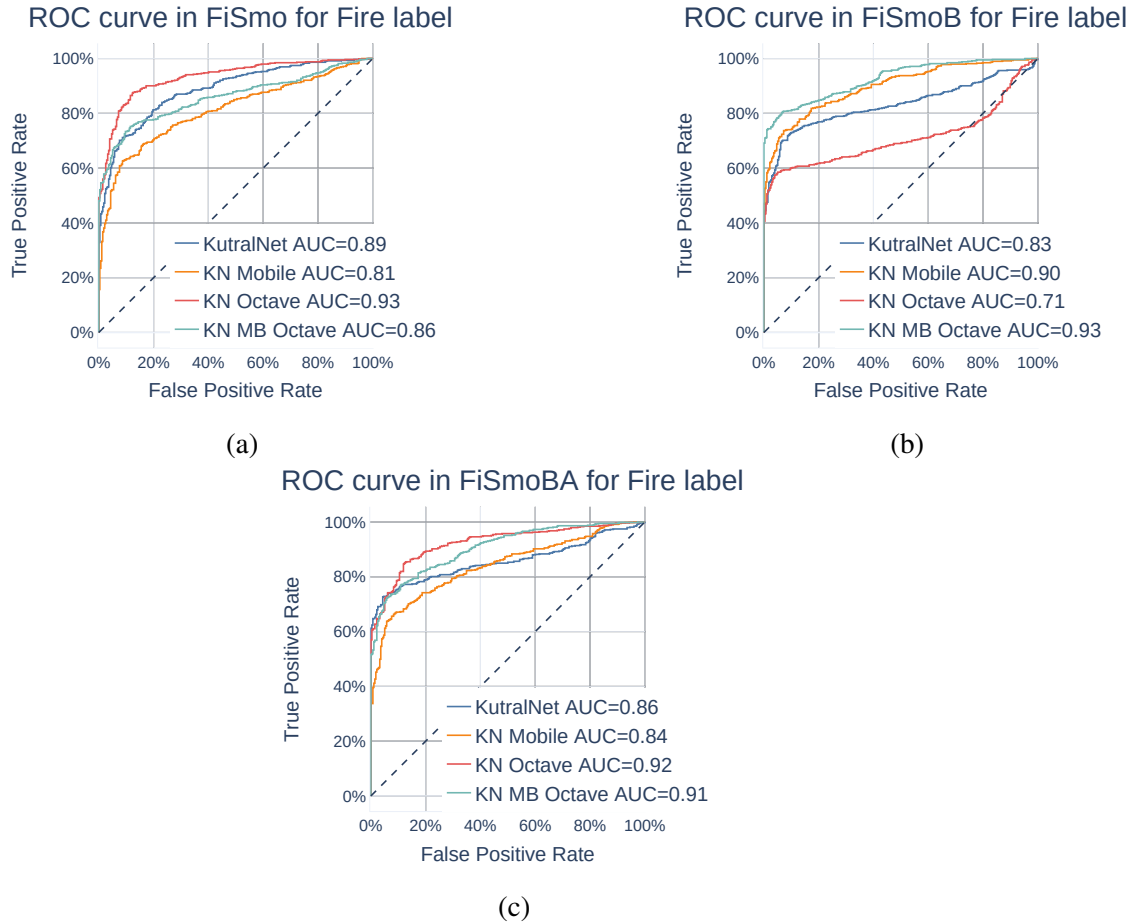 ROC curve in FiSmo for Fire label
100%
80%
60%
40%
20%
0%
True Positive Rate
KutralNet AUC=0.89
KN Mobile AUC=0.81
KN Octave AUC=0.93
KN MB Octave AUC=0.86
0% 20% 40% 60% 80% 100%
False Positive Rate
(a)
ROC curve in FiSmoB for Fire label
100%
80%
60%
40%
20%
0%
True Positive Rate
KutralNet AUC=0.83
KN Mobile AUC=0.90
KN Octave AUC=0.71
KN MB Octave AUC=0.93
0% 20% 40% 60% 80% 100%
False Positive Rate
(b)
ROC curve in FiSmoBA for Fire label
100%
80%
60%
40%
20%
0%
True Positive Rate
KutralNet AUC=0.86
KN Mobile AUC=0.84
KN Octave AUC=0.92
KN MB Octave AUC=0.91
0% 20% 40% 60% 80% 100%
False Positive Rate
(c)